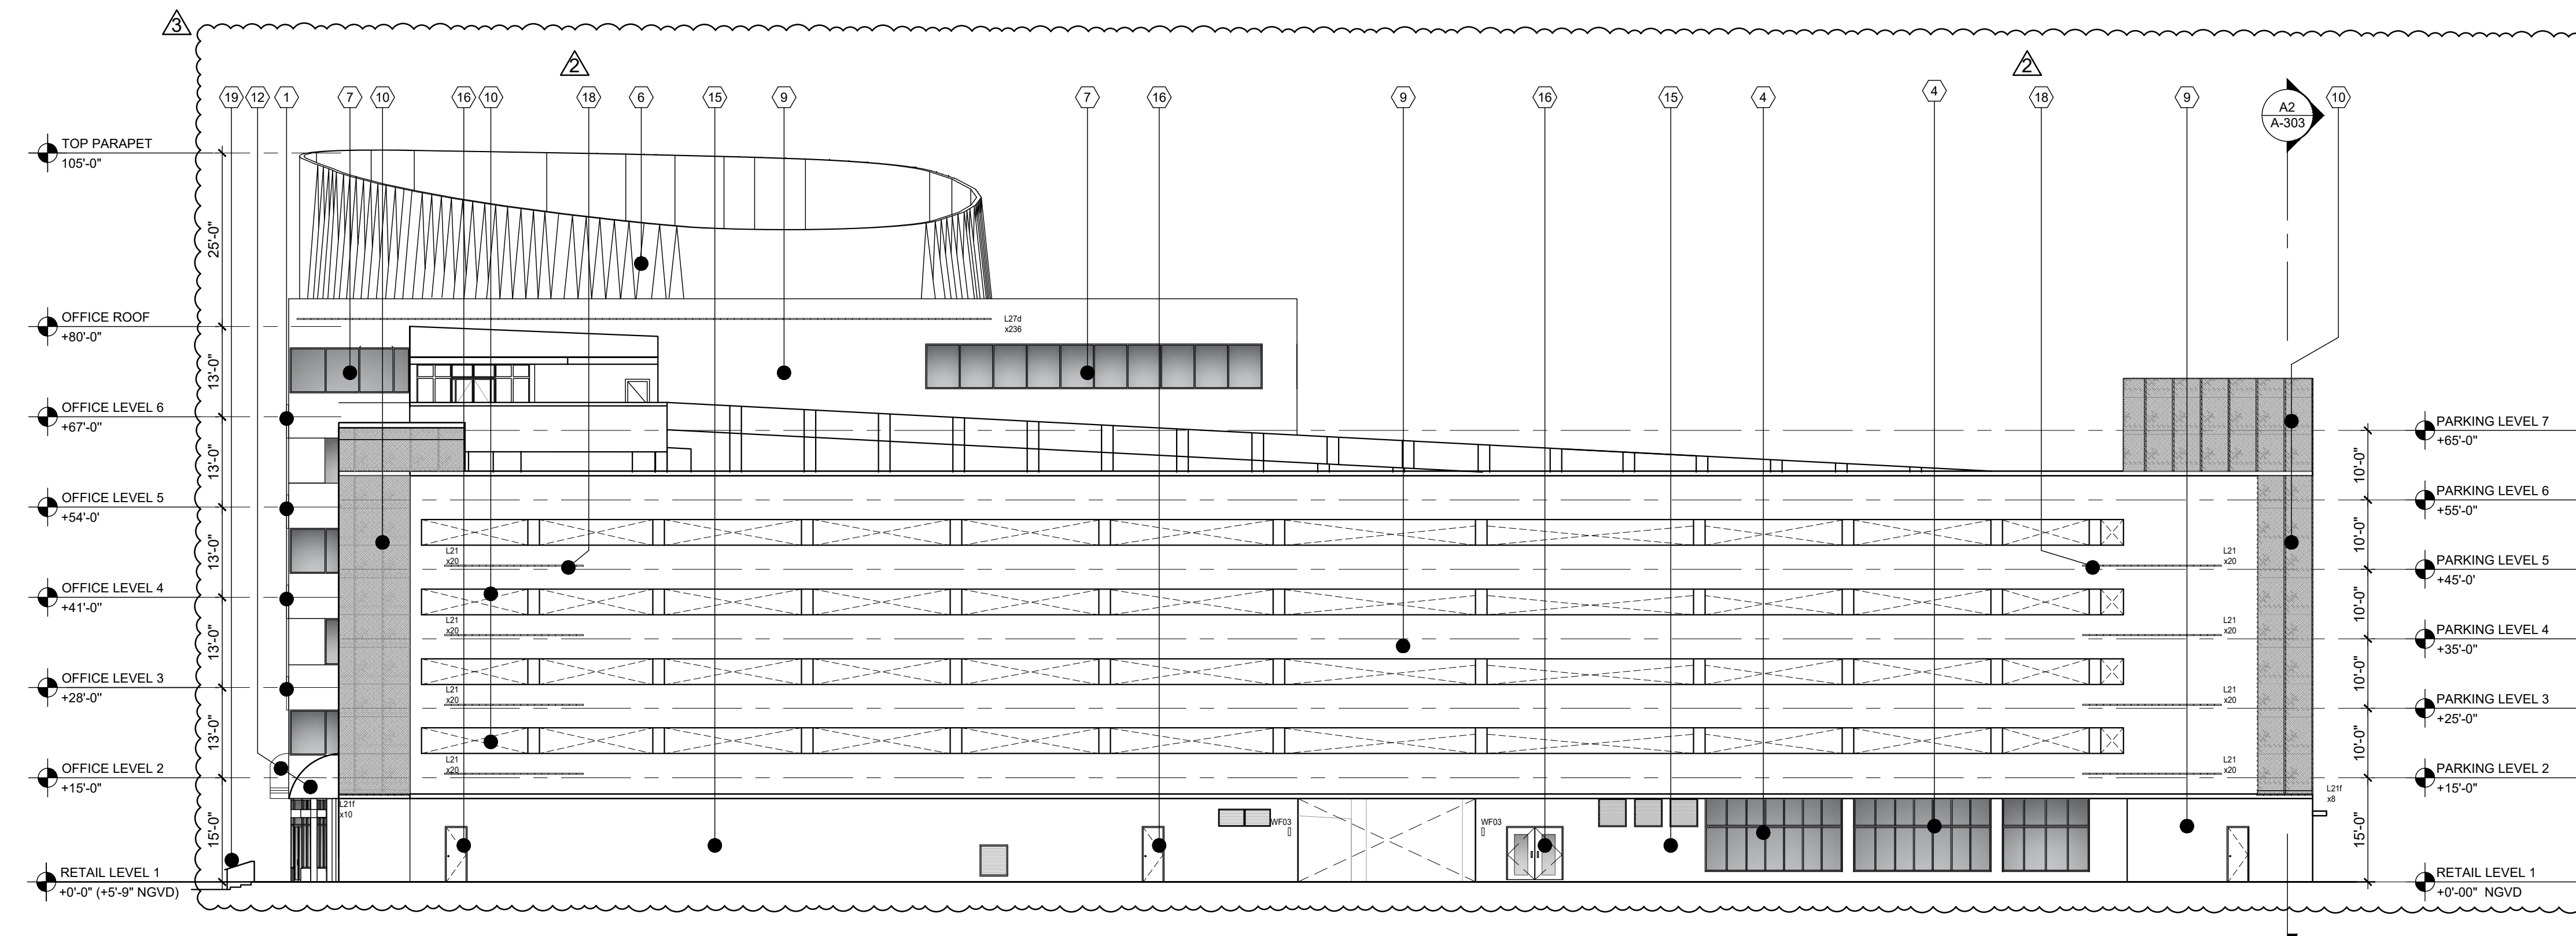 3
2
2
19
12
1
7
10
16
10
18
6
15
9
7
16
9
16
15
4
4
18
9
A2
A-303
10
TOP PARAPET
105'-0"
25'-0"
OFFICE ROOF
+80'-0"
L27d
x236
13'-0"
OFFICE LEVEL 6
+67'-0"
PARKING LEVEL 7
+65'-0"
13'-0"
10'-0"
OFFICE LEVEL 5
+54'-0'
PARKING LEVEL 6
+55'-0"
13'-0"
10'-0"
L21
x20
L21
x20
PARKING LEVEL 5
+45'-0'
OFFICE LEVEL 4
+41'-0"
10'-0"
L21
x20
L21
x20
PARKING LEVEL 4
+35'-0"
13'-0"
10'-0"
OFFICE LEVEL 3
+28'-0"
L21
x20
L21
x20
PARKING LEVEL 3
+25'-0"
13'-0"
10'-0"
L21
x20
L21
x20
OFFICE LEVEL 2
+15'-0"
PARKING LEVEL 2
+15'-0"
L21f
x10
L21f
x8
15'-0"
WF03
WF03
15'-0"
RETAIL LEVEL 1
+0'-0" (+5'-9" NGVD)
RETAIL LEVEL 1
+0'-00" NGVD